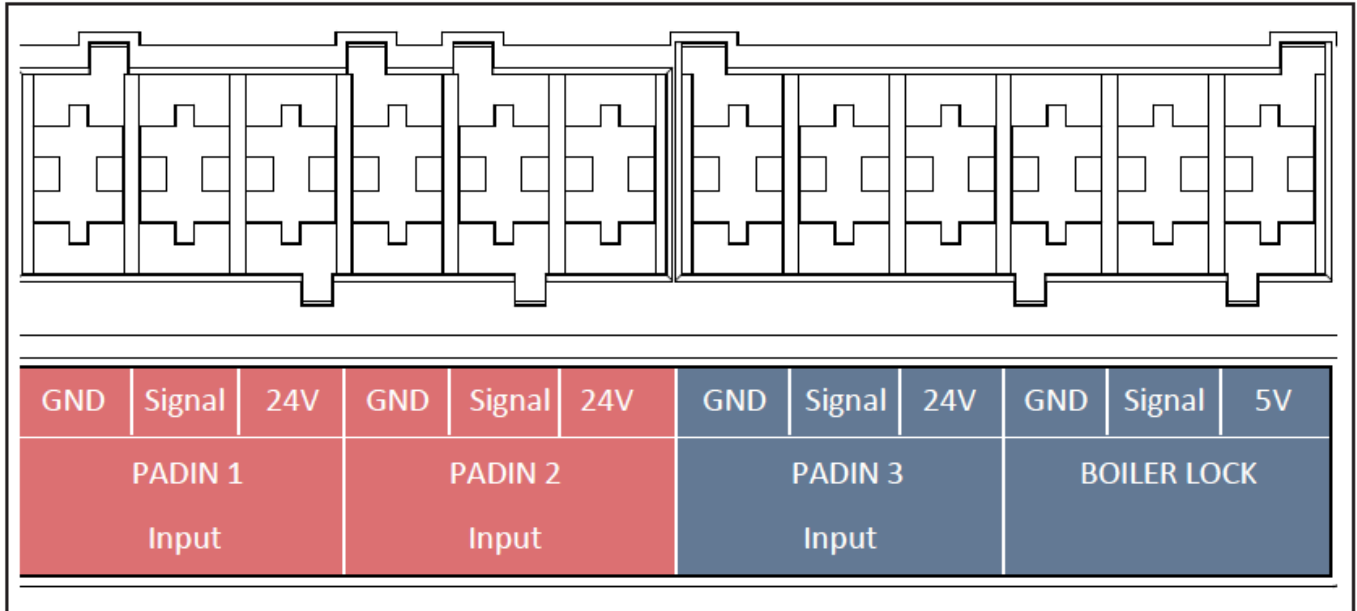 GND Signal 24V GND Signal 24V GND Signal 24V GND Signal 5V
PADIN 1 PADIN 2 PADIN 3 BOILER LOCK
Input Input Input